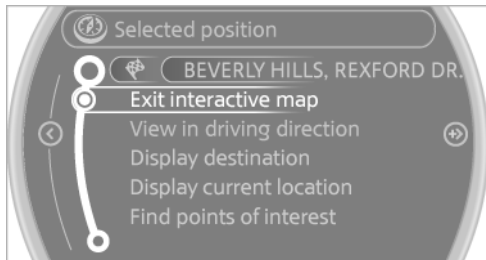 Selected position
BEVERLY HILLS, REXFORD DR.
Exit interactive map
View in driving direction
Display destination
Display current location
Find points of interest